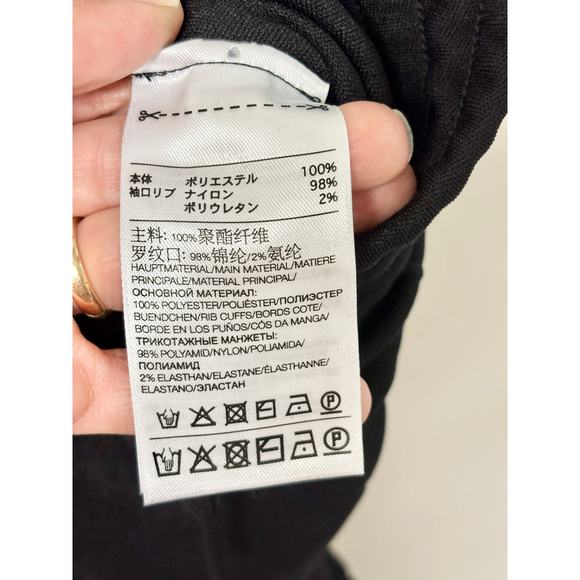 本体 ポリエステル 100%
袖口リブ ナイロン 98%
ポリウレタン 2%
主料: 100%聚酯纤维
罗纹口: 98%锦纶/2%氨纶
HAUPTMATERIAL/MAIN MATERIAL/MATIERE
PRINCIPALE/MATERIAL PRINCIPAL/
ОСНОВНОЙ МАТЕРИАЛ:
100% POLYESTER/POLIÉSTER/ПОЛИЭСТЕР
BUENDCHEN/RIB CUFFS/BORDS COTE/
BORDE EN LOS PUÑOS/CÓS DA MANGA/
ТРИКОТАЖНЫЕ МАНЖЕТЫ:
98% POLYAMID/NYLON/POLIAMIDA/
ПОЛИАМИД
2% ELASTHAN/ELASTANE/ÉLASTHANNE/
ELASTANO/ЭЛАСТАН
P
P